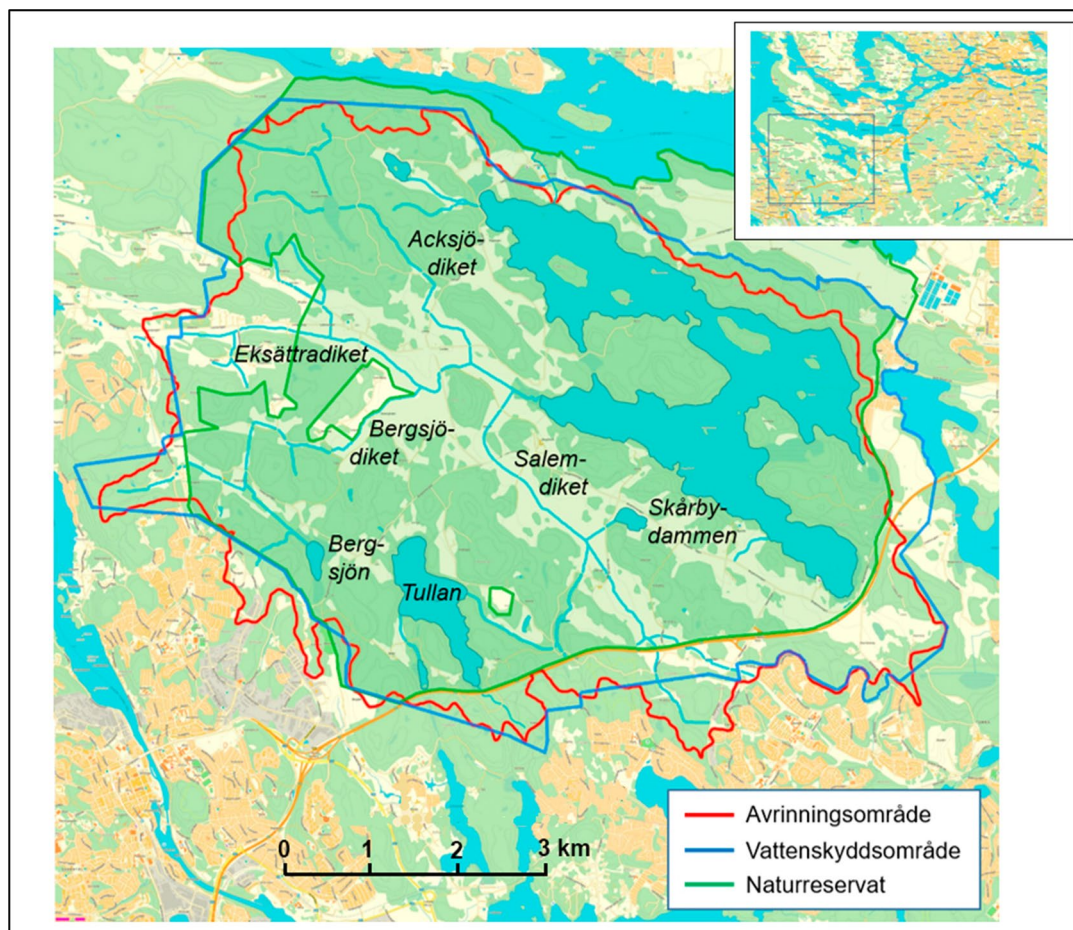 Acksjö-
diket
Eksättradiket
Bergsjö-
diket
Salem-
diket
Skårby-
dammen
Berg-
sjön
Tullan
0 1 2 3 km
Avrinningsområde
Vattenskyddsområde
Naturreservat